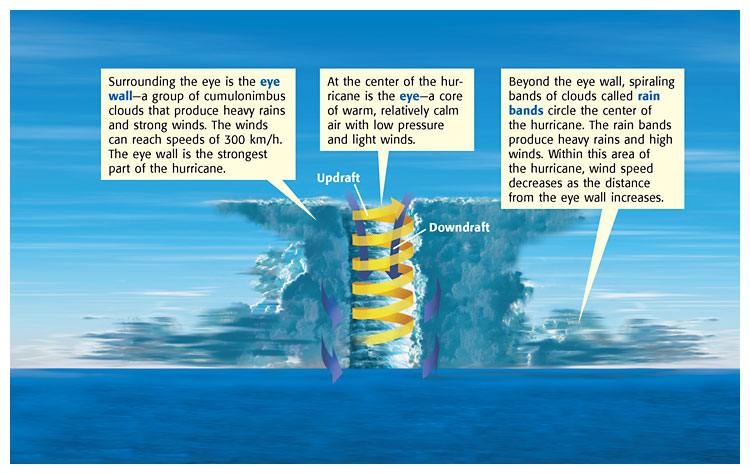 Surrounding the eye is the eye
wall—a group of cumulonimbus
clouds that produce heavy rains
and strong winds. The winds
can reach speeds of 300 km/h.
The eye wall is the strongest
part of the hurricane.
At the center of the hur-
ricane is the eye—a core
of warm, relatively calm
air with low pressure
and light winds.
Beyond the eye wall, spiraling
bands of clouds called rain
bands circle the center of
the hurricane. The rain bands
produce heavy rains and high
winds. Within this area of
the hurricane, wind speed
decreases as the distance
from the eye wall increases.
Updraft
Downdraft